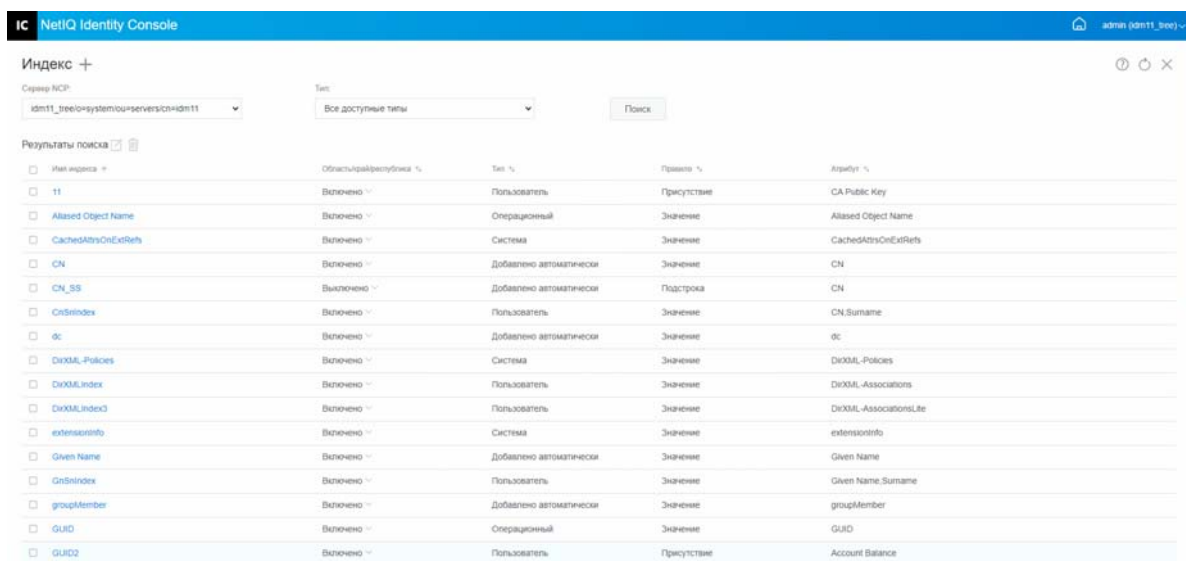 IC NetIQ Identity Console admin (idm11_tree)
Индекс
Сервер NCP: Тип:
idm11_tree/o=system/ou=servers/cn=idm11 Все доступные типы Поиск
Результаты поиска
Имя индекса Область/край/республика Тип Правило Атрибут
11 Включено Пользователь Присутствие CA Public Key
Aliased Object Name Включено Операционный Значение Aliased Object Name
CachedAttrsOnExtRefs Включено Система Значение CachedAttrsOnExtRefs
CN Включено Добавлено автоматически Значение CN
CN_SS Выключено Добавлено автоматически Подстрока CN
CnSnIndex Включено Пользователь Значение CN,Surname
dc Включено Добавлено автоматически Значение dc
DirXML-Policies Включено Система Значение DirXML-Policies
DirXMLIndex Включено Пользователь Значение DirXML-Associations
DirXMLIndex3 Включено Пользователь Значение DirXML-AssociationsLite
extensionInfo Включено Система Значение extensionInfo
Given Name Включено Добавлено автоматически Значение Given Name
GnSnIndex Включено Пользователь Значение Given Name,Surname
groupMember Включено Добавлено автоматически Значение groupMember
GUID Включено Операционный Значение GUID
GUID2 Включено Пользователь Присутствие Account Balance